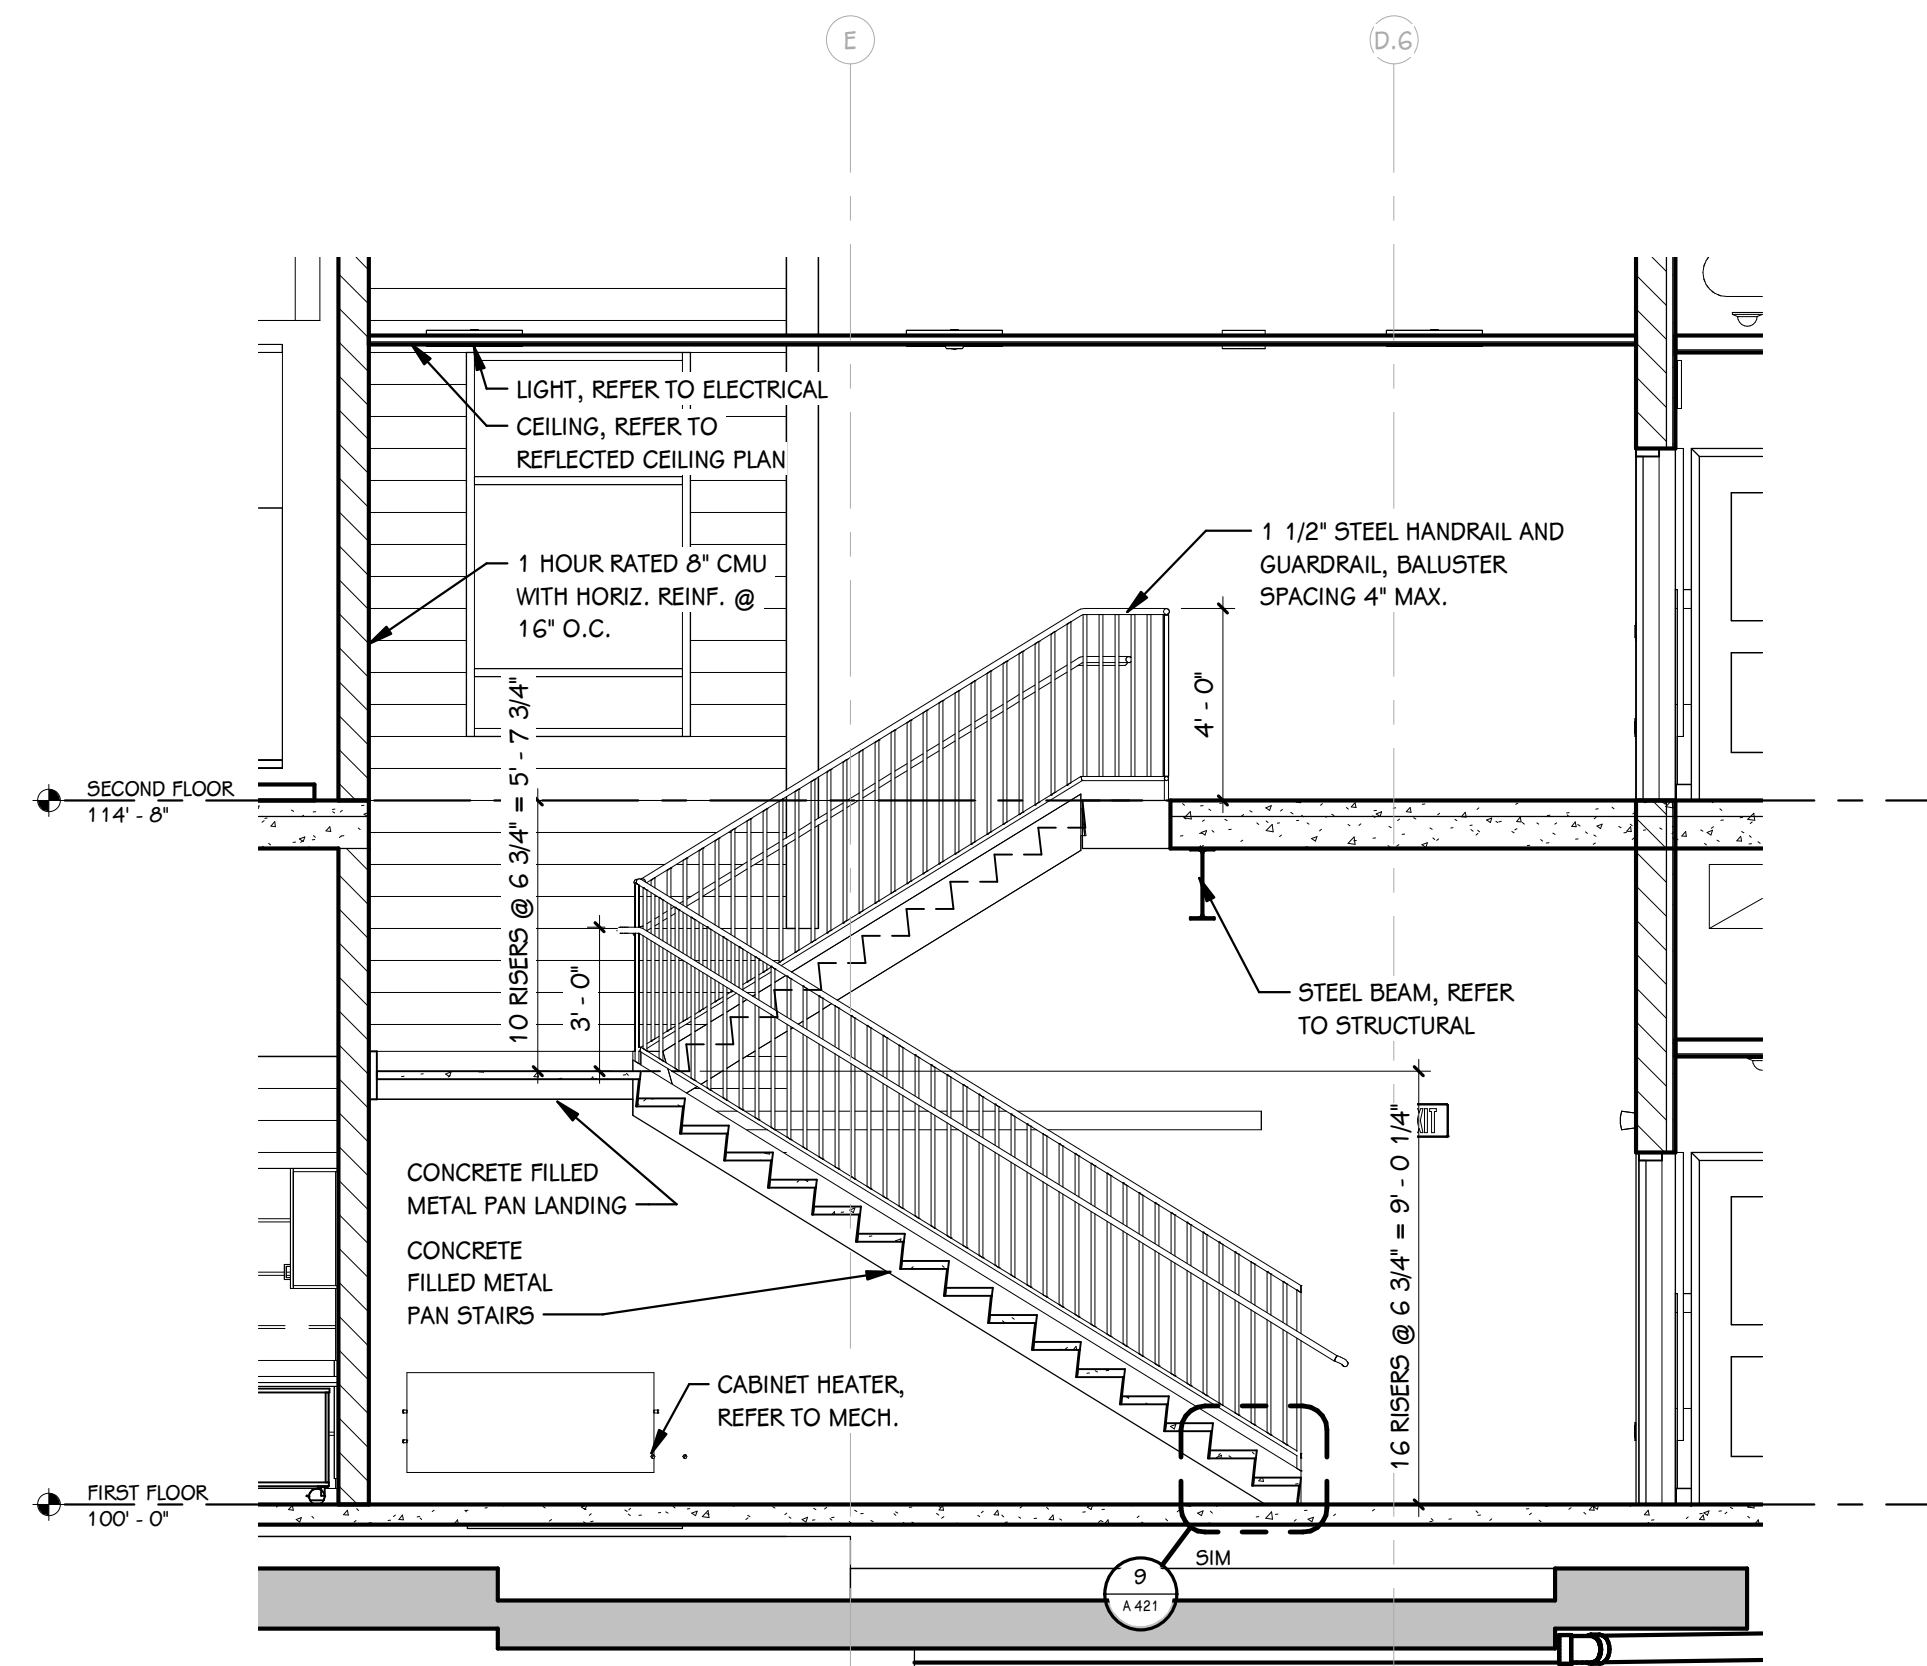 E
D.6
LIGHT, REFER TO ELECTRICAL
CEILING, REFER TO
REFLECTED CEILING PLAN
1 1/2" STEEL HANDRAIL AND
GUARDRAIL, BALUSTER
SPACING 4" MAX.
1 HOUR RATED 8" CMU
WITH HORIZ. REINF. @
16" O.C.
10 RISERS @ 6 3/4" = 5' - 7 3/4"
4' - 0"
SECOND FLOOR
114' - 8"
3' - 0"
STEEL BEAM, REFER
TO STRUCTURAL
16 RISERS @ 6 3/4" = 9' - 0 1/4"
CONCRETE FILLED
METAL PAN LANDING
CONCRETE
FILLED METAL
PAN STAIRS
CABINET HEATER,
REFER TO MECH.
FIRST FLOOR
100' - 0"
SIM
9
A 421